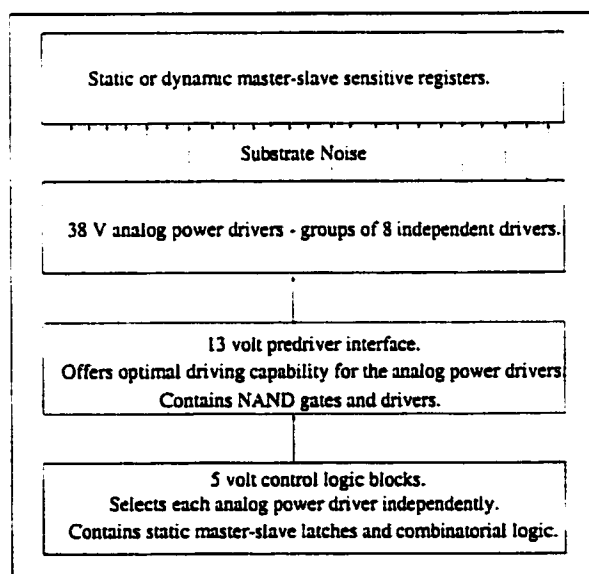 Static or dynamic master-slave sensitive registers.
Substrate Noise
38 V analog power drivers - groups of 8 independent drivers.
13 volt predriver interface.
Offers optimal driving capability for the analog power drivers.
Contains NAND gates and drivers.
5 volt control logic blocks.
Selects each analog power driver independently.
Contains static master-slave latches and combinatorial logic.